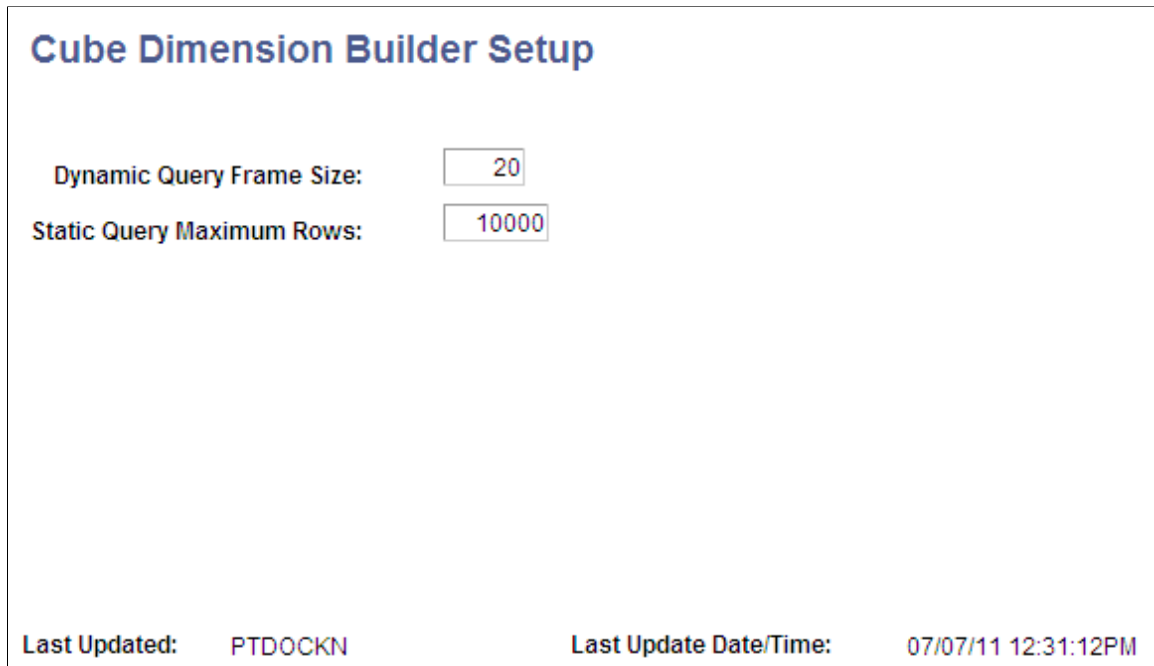 Cube Dimension Builder Setup
Dynamic Query Frame Size: 20
Static Query Maximum Rows: 10000
Last Updated: PTDOCKN Last Update Date/Time: 07/07/11 12:31:12PM